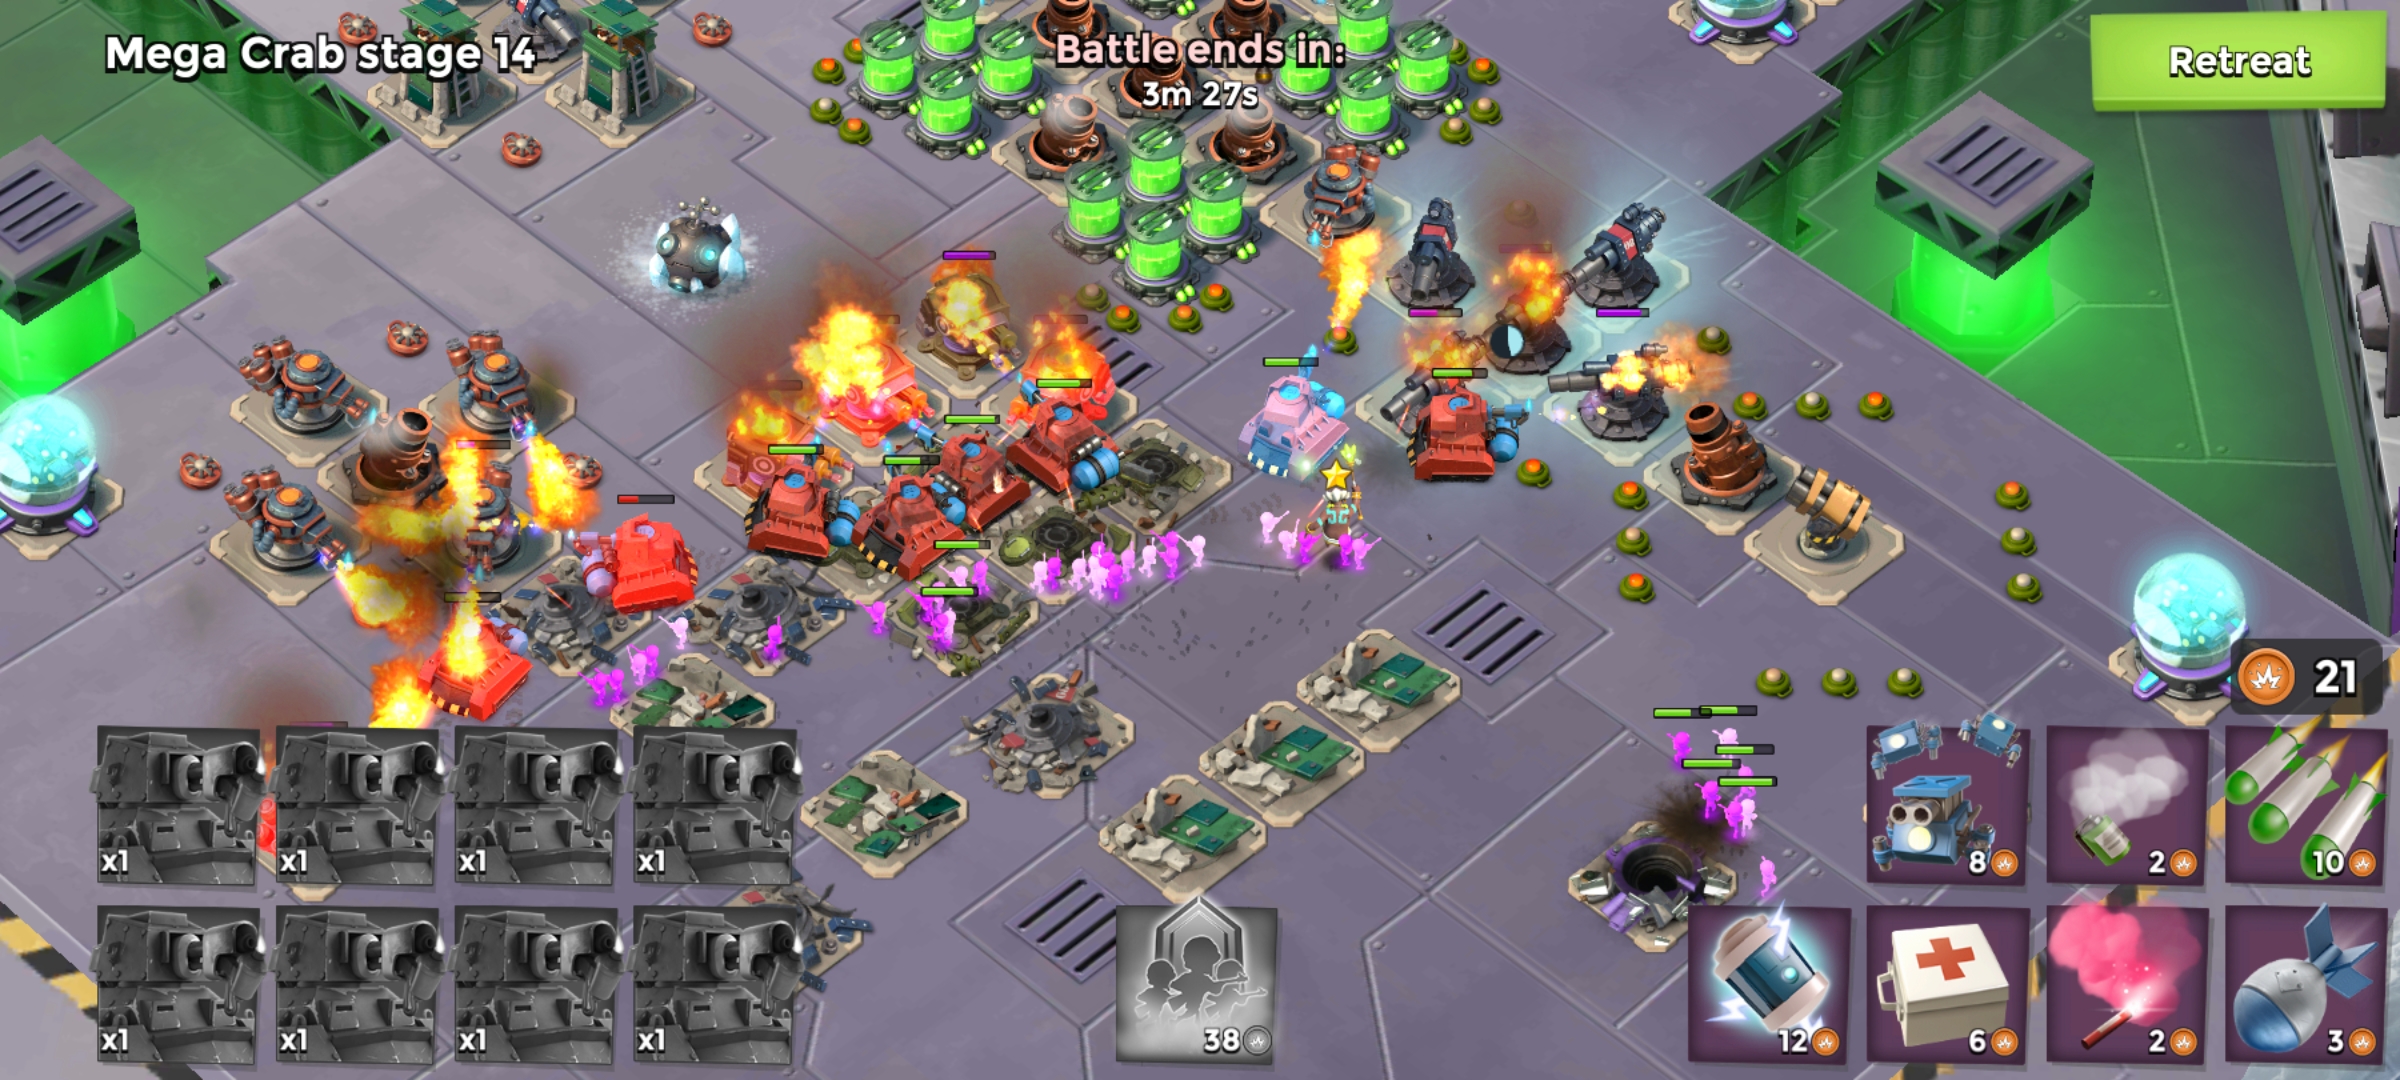 Mega Crab stage 14
Battle ends in:
3m 27s
Retreat
21
x1
x1
x1
x1
8
2
10
x1
x1
x1
x1
38
12
6
2
3